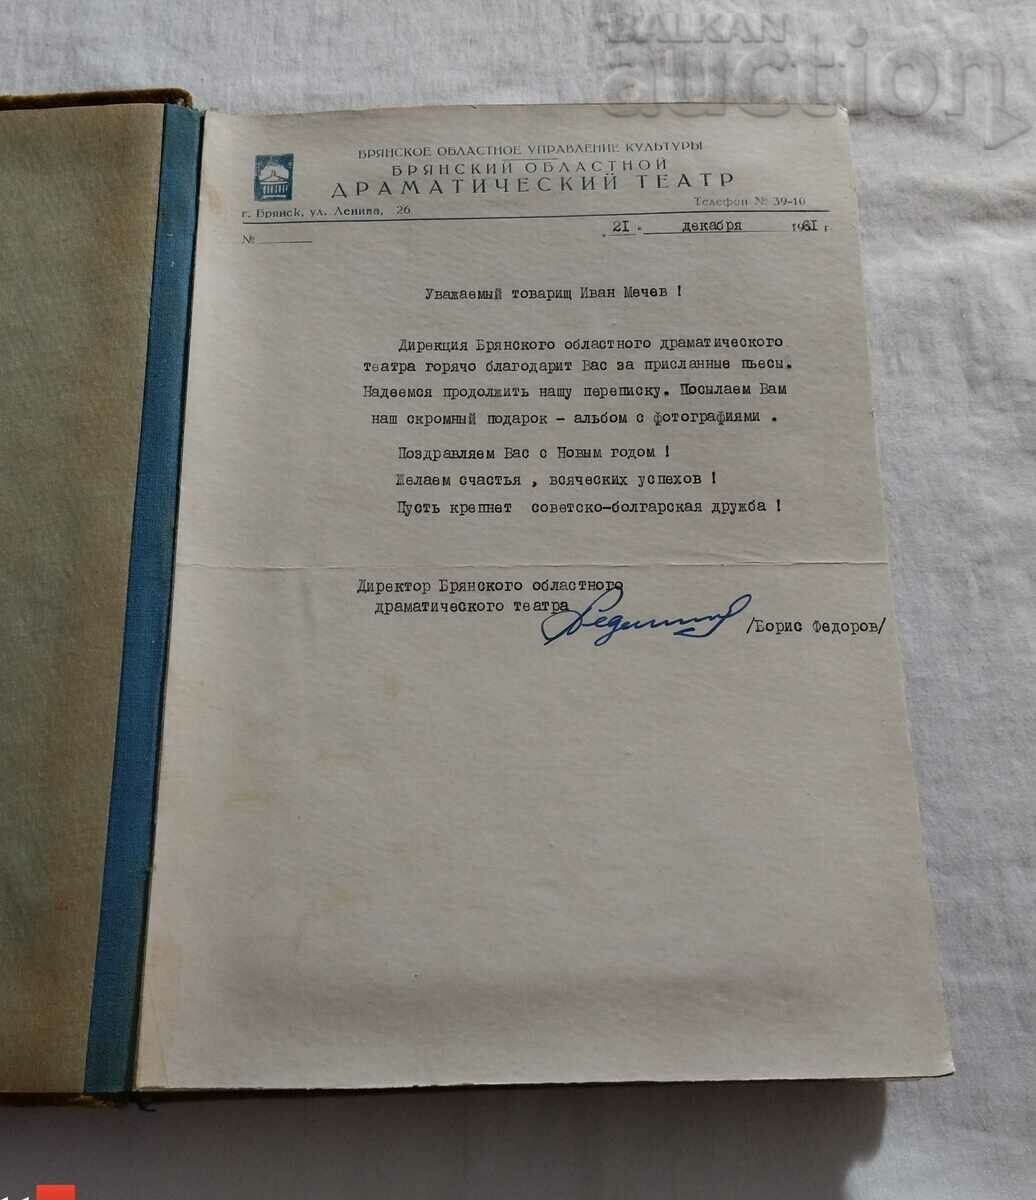 BALKAN
auction
БРЯНСКОЕ ОБЛАСТНОЕ УПРАВЛЕНИЕ КУЛЬТУРЫ
БРЯНСКИЙ ОБЛАСТНОЙ
ДРАМАТИЧЕСКИЙ ТЕАТР
г. Брянск, ул. Ленина, 26
Телефон № 39-10
№
„21" декабря 1961 г.
Уважаемый товарищ Иван Мечев !
Дирекция Брянского областного драматического
театра горячо благодарит Вас за присланные пьесы.
Надеемся продолжить нашу переписку. Посылаем Вам
наш скромный подарок - альбом с фотографиями .
Поздравляем Вас с Новым годом !
Желаем счастья , всяческих успехов !
Пусть крепнет советско-болгарская дружба !
Директор Брянского областного
драматического театра
/Борис Федоров/